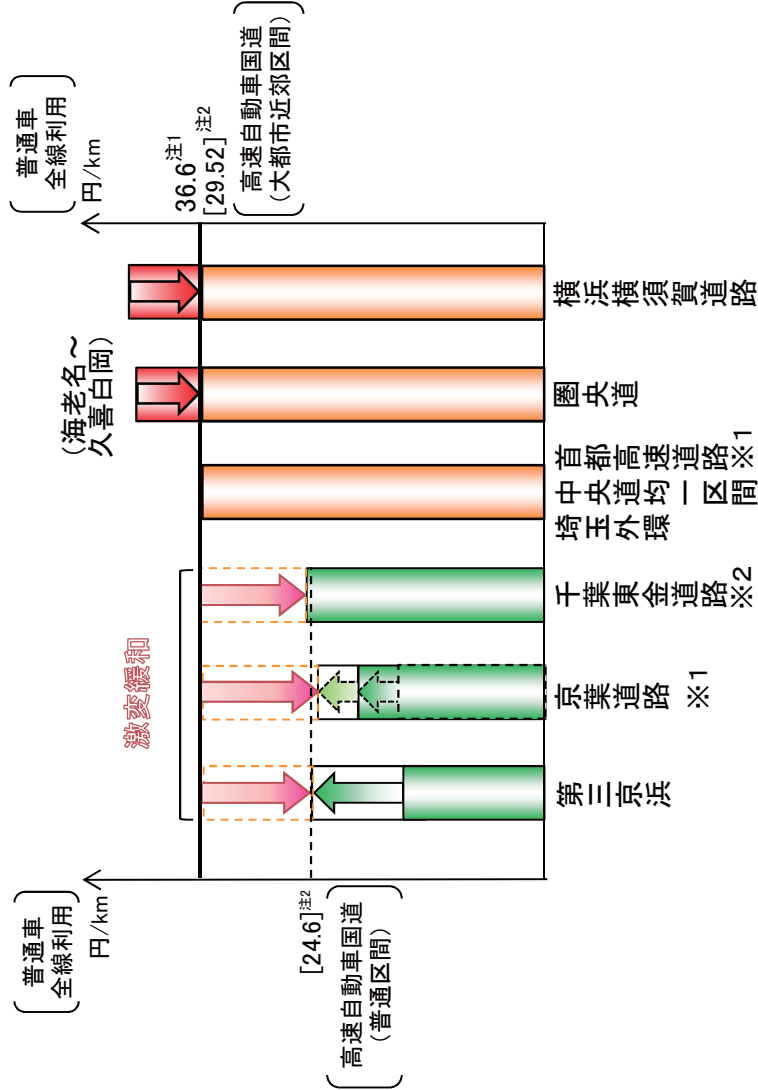 普通車
全線利用
円/km
[24.6]注2
高速自動車国道
(普通区間)
激変緩和
(海老名～
久喜白岡)
普通車
全線利用
円/km
36.6注1
[29.52]注2
高速自動車国道
(大都市近郊区間)
第三京浜
京葉道路 ※1
千葉東金道路※2
首都高速道路※1
中央道均一区間
埼玉外環
圏央道
横浜横須賀道路